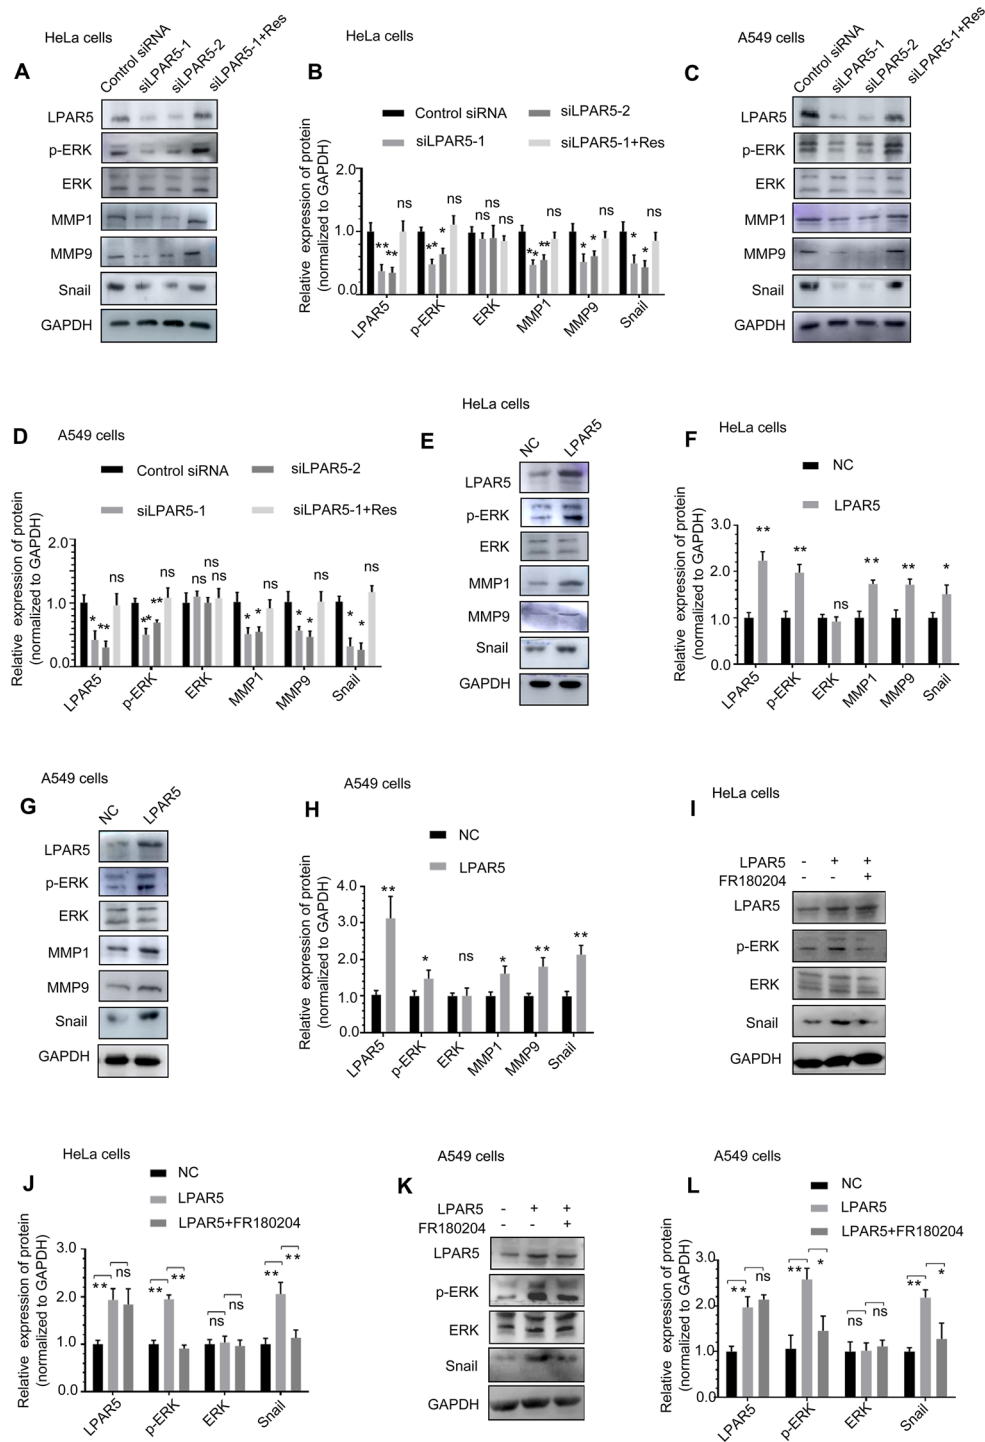 HeLa cells
A
Control siRNA
siLPAR5-1
siLPAR5-2
siLPAR5-1+Res
LPAR5
p-ERK
ERK
MMP1
MMP9
Snail
GAPDH
HeLa cells
B
Control siRNA
siLPAR5-2
siLPAR5-1
siLPAR5-1+Res
Relative expression of protein
(normalized to GAPDH)
2.0
1.0
0.0
** ** ns
** * ns
ns ns ns
** ** ns
* * ns
* * ns
LPAR5
p-ERK
ERK
MMP1
MMP9
Snail
A549 cells
C
Control siRNA
siLPAR5-1
siLPAR5-2
siLPAR5-1+Res
LPAR5
p-ERK
ERK
MMP1
MMP9
Snail
GAPDH
D
A549 cells
Control siRNA
siLPAR5-2
siLPAR5-1
siLPAR5-1+Res
Relative expression of protein
(normalized to GAPDH)
2.0
1.0
0.0
* ** ns
** ** ns
ns ns ns
* * ns
* * ns
* * ns
LPAR5
p-ERK
ERK
MMP1
MMP9
Snail
HeLa cells
E
NC
LPAR5
LPAR5
p-ERK
ERK
MMP1
MMP9
Snail
GAPDH
F
HeLa cells
NC
LPAR5
Relative expression of protein
(normalized to GAPDH)
3.0
2.0
1.0
0.0
** ** ns ** ** *
LPAR5
p-ERK
ERK
MMP1
MMP9
Snail
A549 cells
G
NC
LPAR5
LPAR5
p-ERK
ERK
MMP1
MMP9
Snail
GAPDH
A549 cells
H
NC
LPAR5
Relative expression of protein
(normalized to GAPDH)
4.0
3.0
2.0
1.0
0.0
** * ns * ** **
LPAR5
p-ERK
ERK
MMP1
MMP9
Snail
HeLa cells
I
LPAR5 - + +
FR180204 - - +
LPAR5
p-ERK
ERK
Snail
GAPDH
HeLa cells
J
NC
LPAR5
LPAR5+FR180204
Relative expression of protein
(normalized to GAPDH)
3.0
2.0
1.0
0.0
** ns
** **
ns ns
** **
LPAR5
p-ERK
ERK
Snail
A549 cells
K
LPAR5 - + +
FR180204 - - +
LPAR5
p-ERK
ERK
Snail
GAPDH
A549 cells
L
NC
LPAR5
LPAR5+FR180204
Relative expression of protein
(normalized to GAPDH)
3.0
2.0
1.0
0.0
** ns
** *
ns ns
** *
LPAR5
p-ERK
ERK
Snail